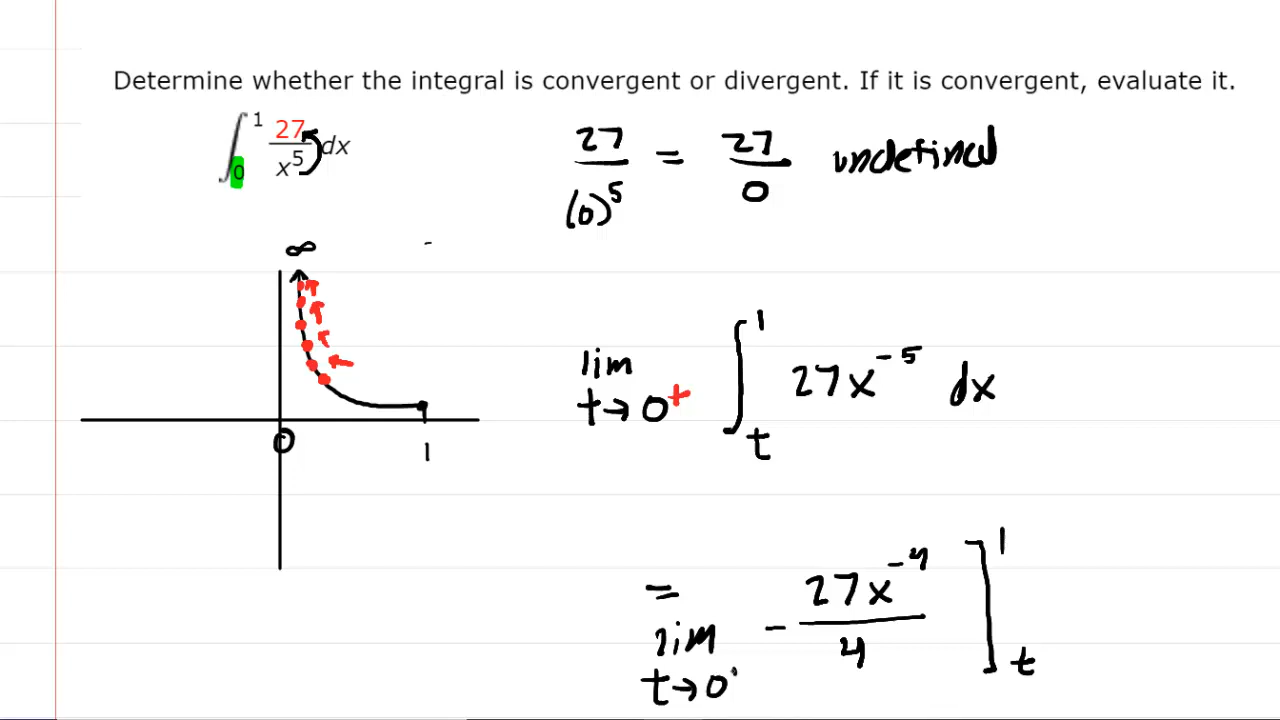 Determine whether the integral is convergent or divergent. If it is convergent, evaluate it.
∫₀¹ 27/x⁵ dx
27/(0)⁵ = 27/0 undefined
∞
0 1
lim t→0⁺ ∫ₜ¹ 27x⁻⁵ dx
= lim t→0⁺ - 27x⁻⁴/4 ]ₜ¹